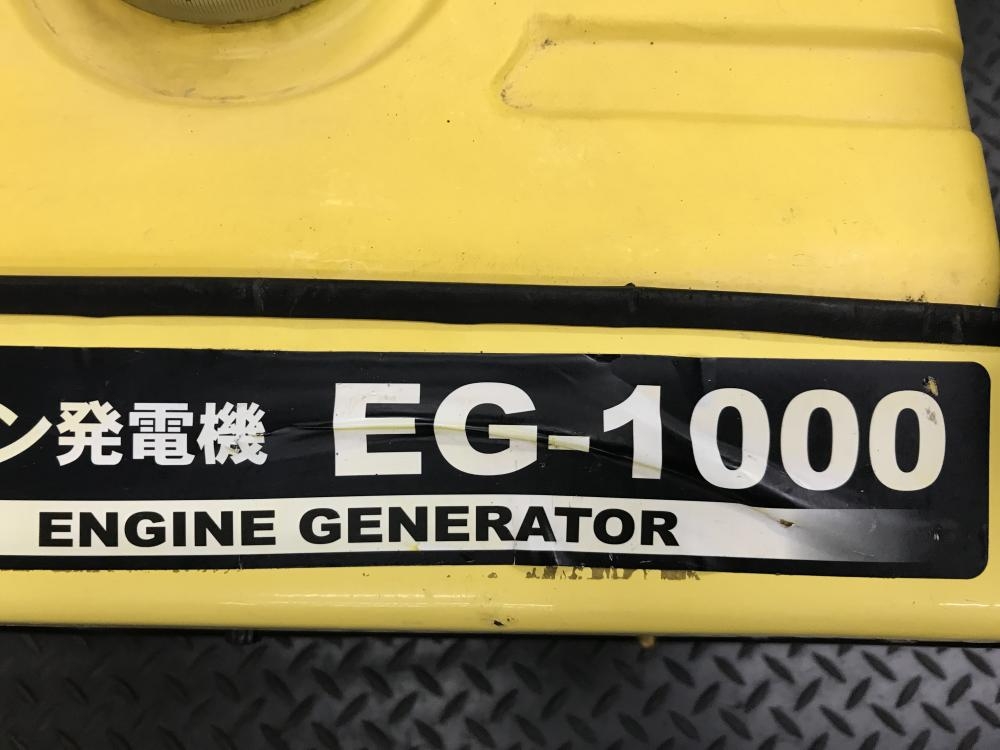 ン発電機 EG-1000
ENGINE GENERATOR